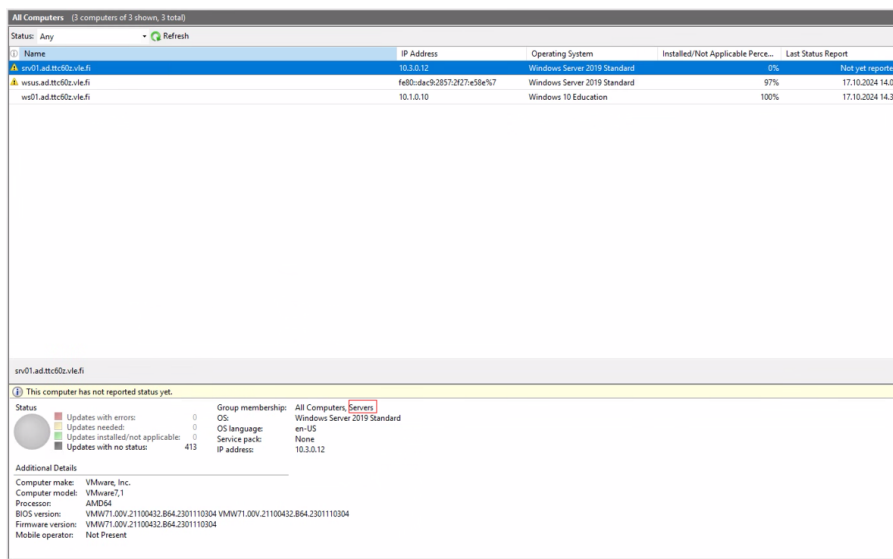 All Computers (3 computers of 3 shown, 3 total)
Status: Any Refresh
Name IP Address Operating System Installed/Not Applicable Perce... Last Status Report
srv01.ad.ttc60z.vle.fi 10.3.0.12 Windows Server 2019 Standard 0% Not yet reporte
wsus.ad.ttc60z.vle.fi fe80::dac9:2857:2f27:e58e%7 Windows Server 2019 Standard 97% 17.10.2024 14.0
ws01.ad.ttc60z.vle.fi 10.1.0.10 Windows 10 Education 100% 17.10.2024 14.3
srv01.ad.ttc60z.vle.fi
This computer has not reported status yet.
Status Group membership: All Computers, Servers
Updates with errors: 0 OS: Windows Server 2019 Standard
Updates needed: 0 OS language: en-US
Updates installed/not applicable: 0 Service pack: None
Updates with no status: 413 IP address: 10.3.0.12
Additional Details
Computer make: VMware, Inc.
Computer model: VMware7,1
Processor: AMD64
BIOS version: VMW71.00V.21100432.B64.2301110304 VMW71.00V.21100432.B64.2301110304
Firmware version: VMW71.00V.21100432.B64.2301110304
Mobile operator: Not Present